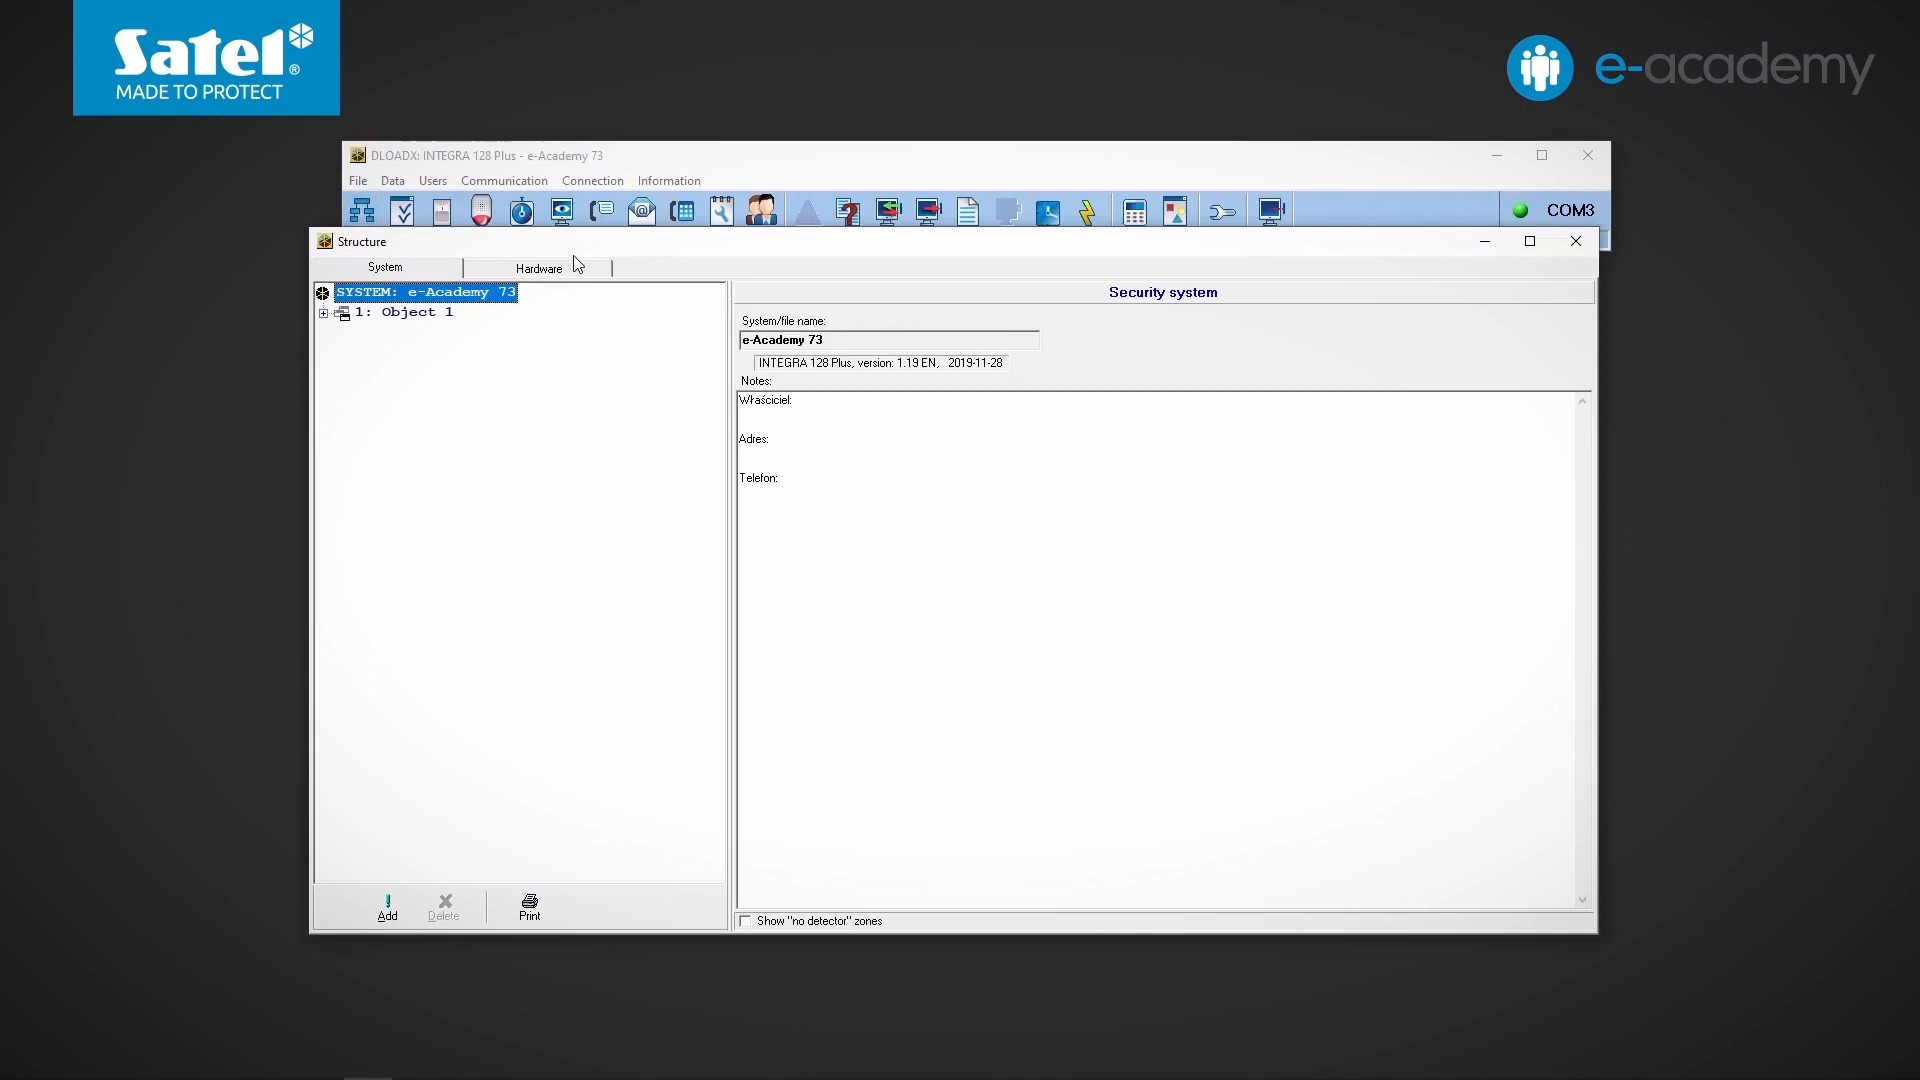 Satel®
MADE TO PROTECT
e-academy
DLOADX: INTEGRA 128 Plus - e-Academy 73
File Data Users Communication Connection Information
COM3
Structure
System Hardware
SYSTEM: e-Academy 73
1: Object 1
Security system
System/file name:
e-Academy 73
INTEGRA 128 Plus, version: 1.19 EN, 2019-11-28
Notes:
Właściciel:
Adres:
Telefon:
Add Delete Print
Show "no detector" zones